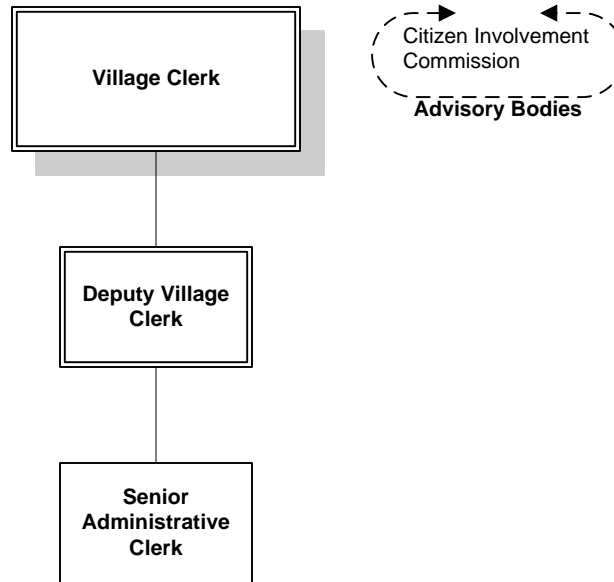 Village Clerk
Citizen Involvement
Commission
Advisory Bodies
Deputy Village
Clerk
Senior
Administrative
Clerk